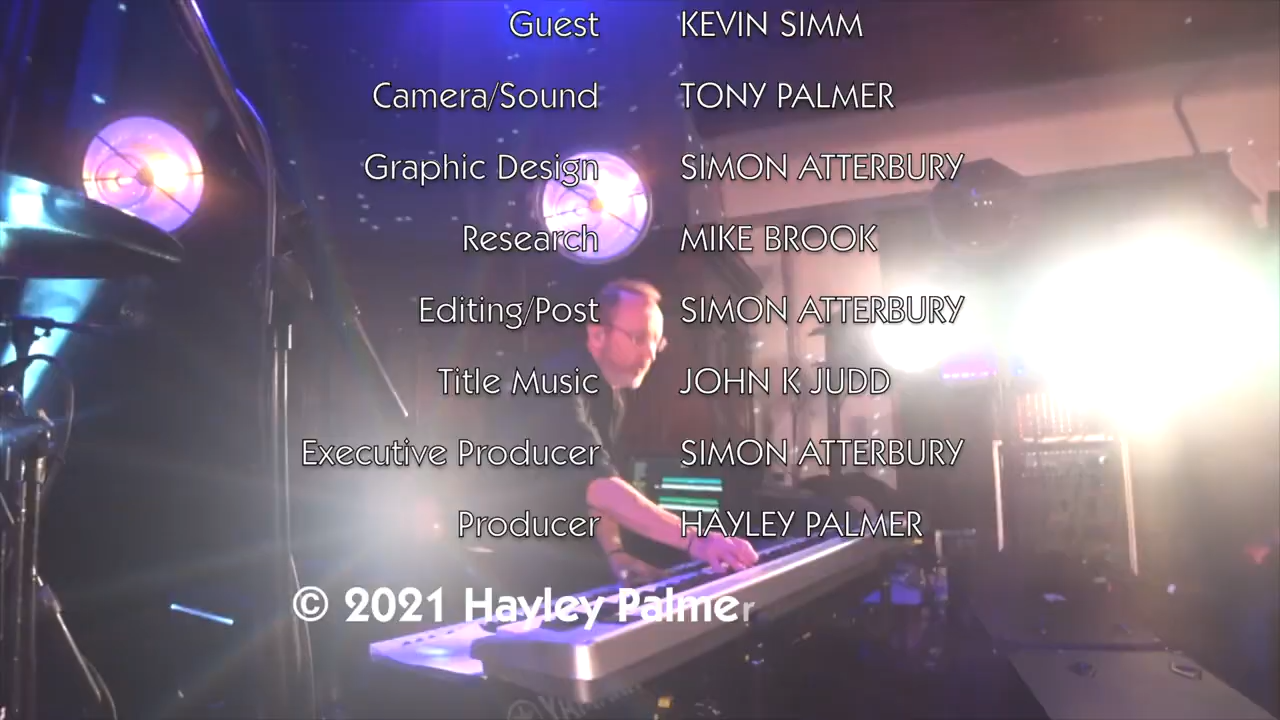 Guest KEVIN SIMM
Camera/Sound TONY PALMER
Graphic Design SIMON ATTERBURY
Research MIKE BROOK
Editing/Post SIMON ATTERBURY
Title Music JOHN K JUDD
Executive Producer SIMON ATTERBURY
Producer HAYLEY PALMER
© 2021 Hayley Palmer